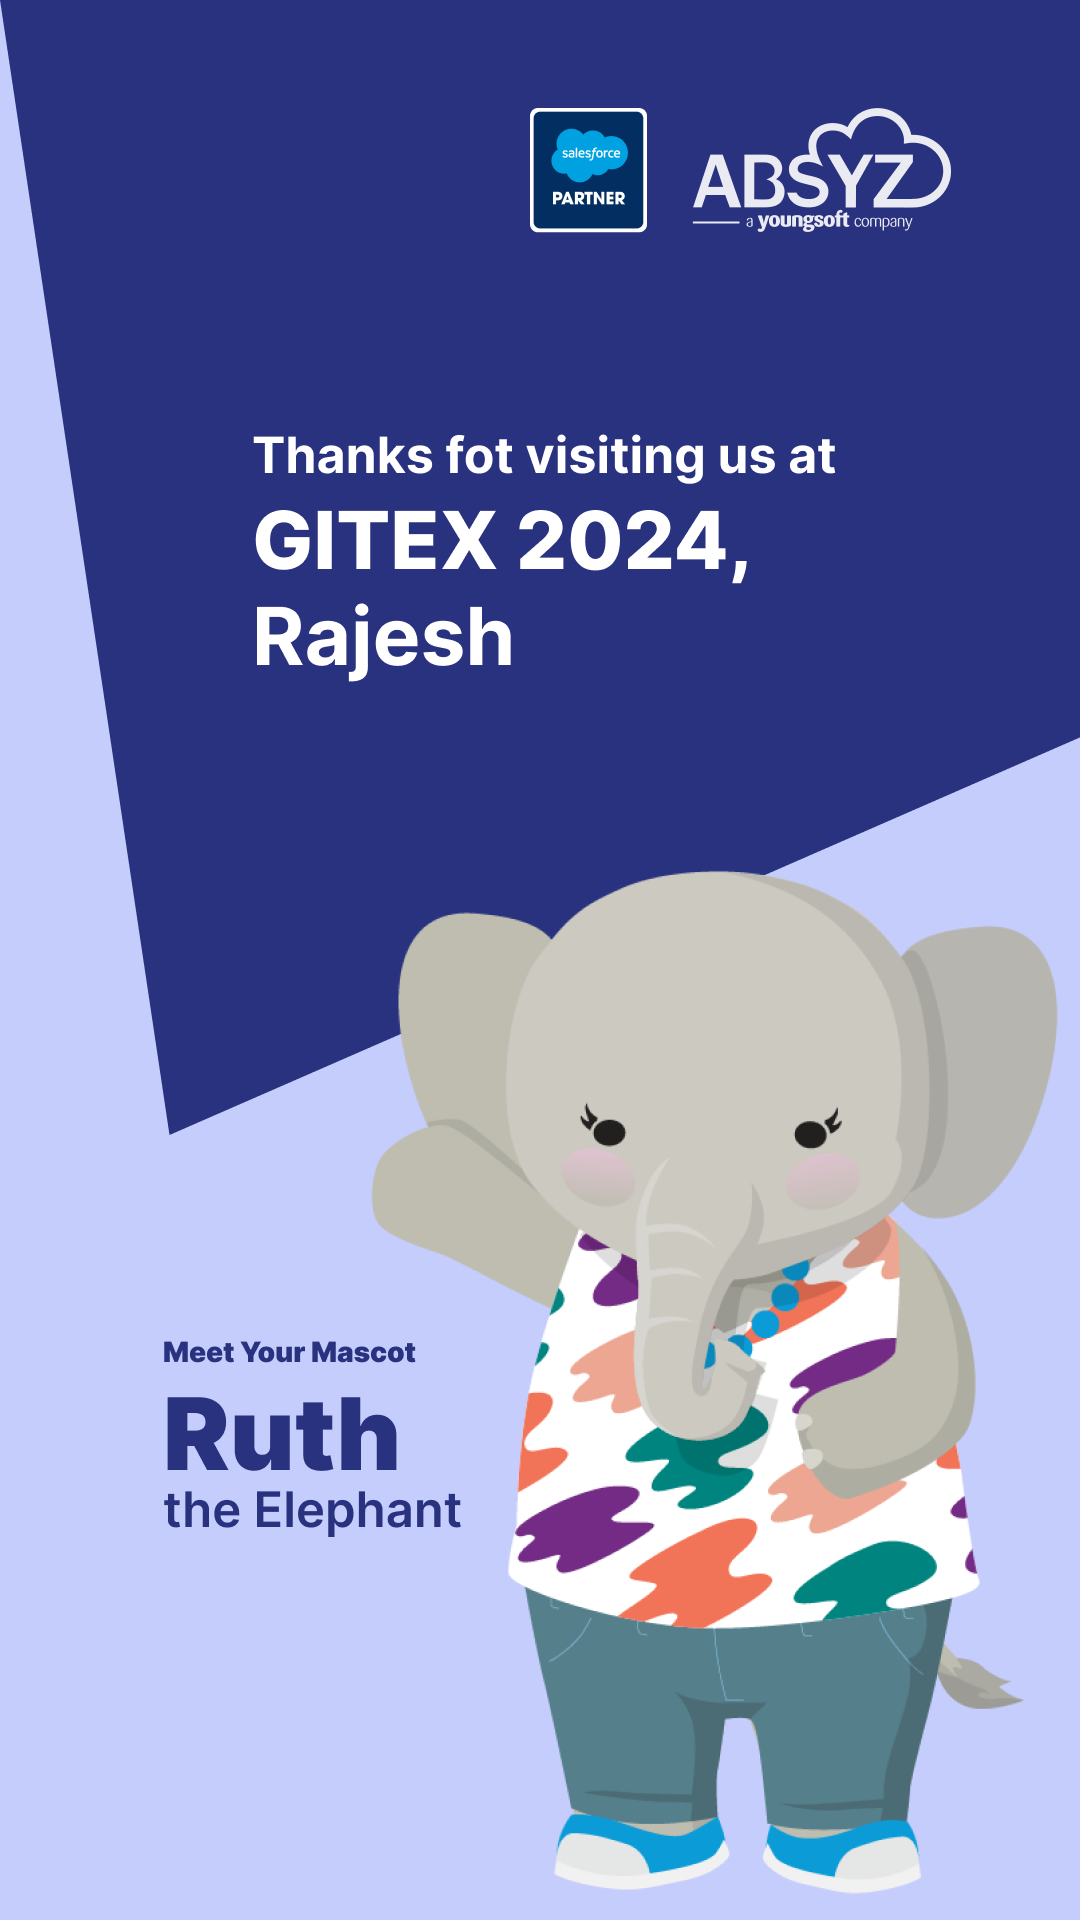 salesforce
PARTNER
ABSYZ
a youngsoft company
Thanks fot visiting us at
GITEX 2024,
Rajesh
Meet Your Mascot
Ruth
the Elephant